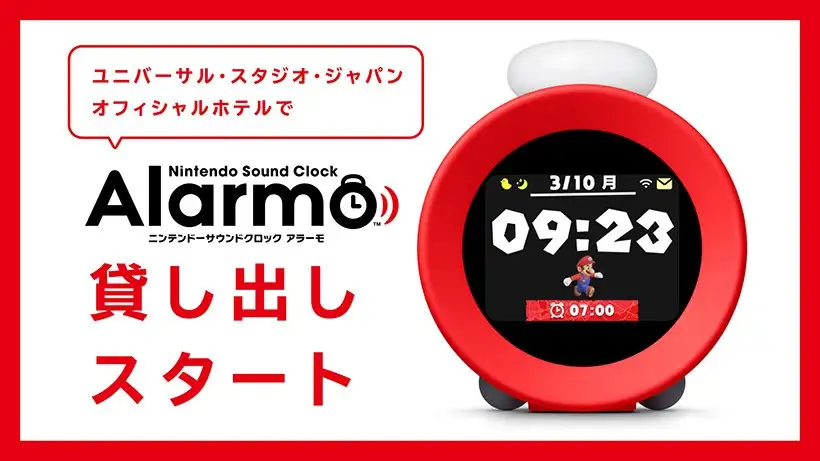 ユニバーサル・スタジオ・ジャパン
オフィシャルホテルで
Nintendo Sound Clock
Alarmo
TM
ニンテンドーサウンドクロック アラーモ
貸し出し
スタート
3/10 月
09:23
07:00